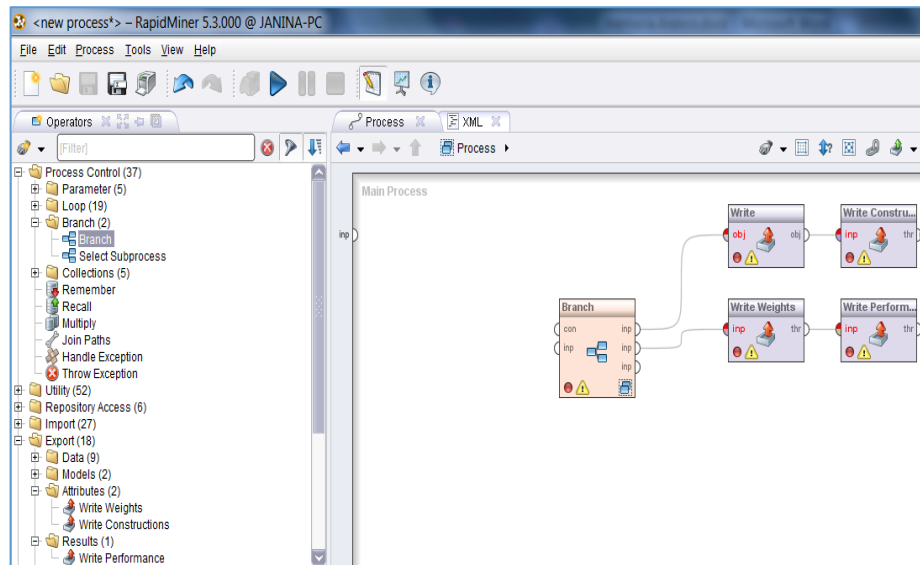 <new process*> – RapidMiner 5.3.000 @ JANINA-PC
File Edit Process Tools View Help
Operators
[Filter]
Process Control (37)
Parameter (5)
Loop (19)
Branch (2)
Branch
Select Subprocess
Collections (5)
Remember
Recall
Multiply
Join Paths
Handle Exception
Throw Exception
Utility (52)
Repository Access (6)
Import (27)
Export (18)
Data (9)
Models (2)
Attributes (2)
Write Weights
Write Constructions
Results (1)
Write Performance
Process XML
Process
Main Process
inp
Branch
con inp
inp inp
inp
Write
obj obj
Write Constru...
inp thr
Write Weights
inp thr
Write Perform...
inp thr